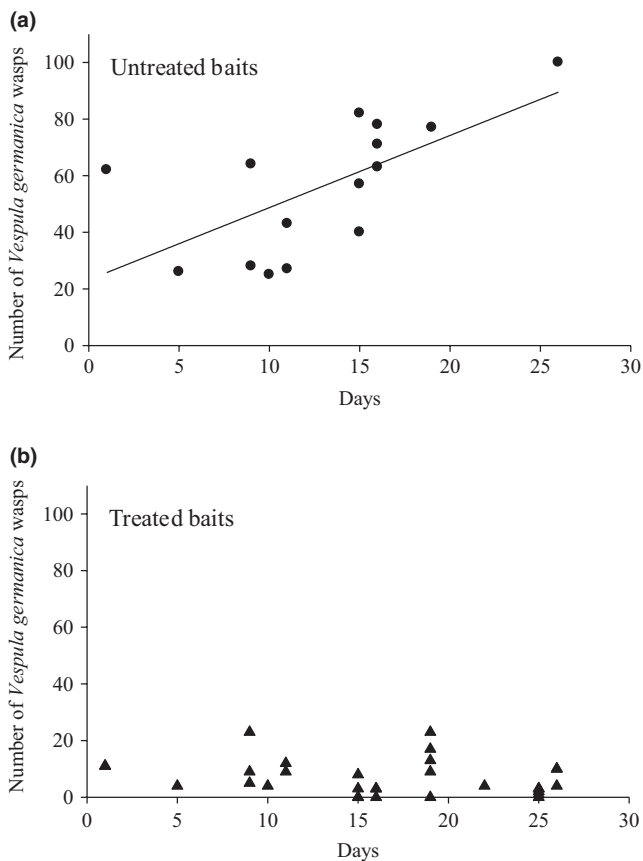 (a)
Untreated baits
Number of Vespula germanica wasps
100
80
60
40
20
0
0 5 10 15 20 25 30
Days
(b)
Treated baits
Number of Vespula germanica wasps
100
80
60
40
20
0
0 5 10 15 20 25 30
Days